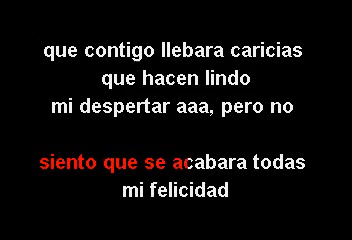 que contigo llebara caricias
que hacen lindo
mi despertar aaa, pero no
siento que se acabara todas
mi felicidad